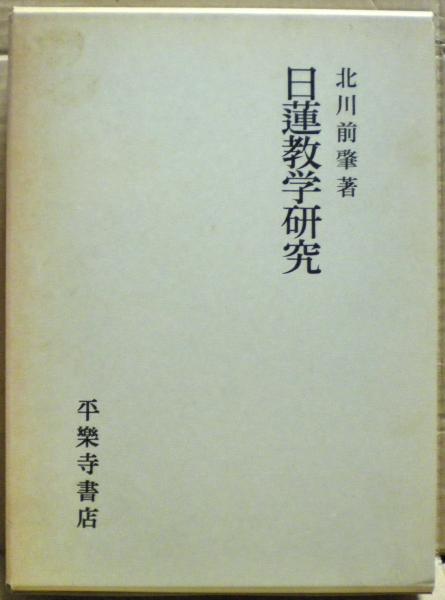 北川前肇著
日蓮教学研究
平樂寺書店